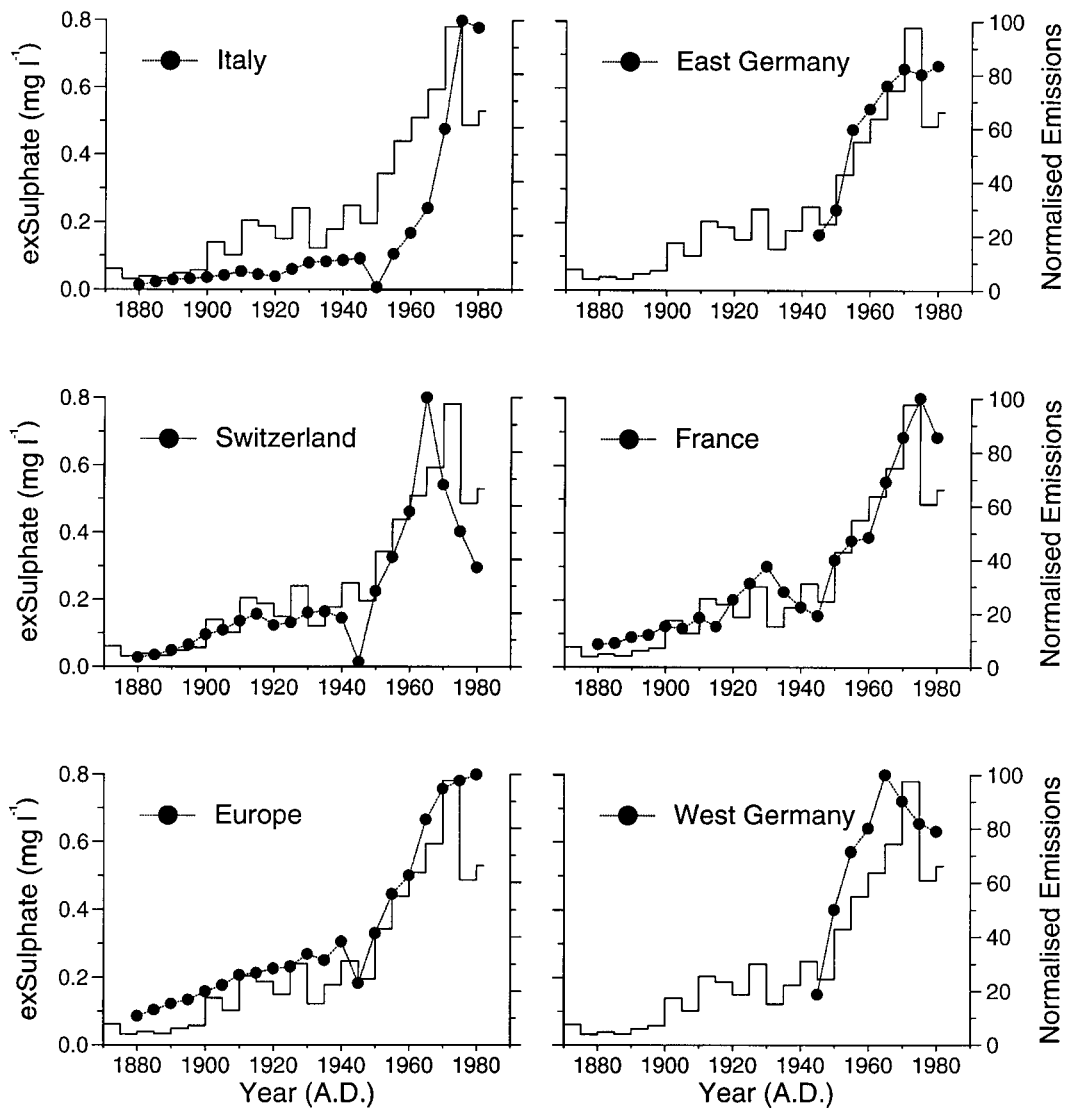 0.8
0.6
0.4
0.2
0.0
exSulphate (mg l-1)
Italy
1880 1900 1920 1940 1960 1980
East Germany
100
80
60
40
20
0
Normalised Emissions
1880 1900 1920 1940 1960 1980
0.8
0.6
0.4
0.2
0.0
exSulphate (mg l-1)
Switzerland
1880 1900 1920 1940 1960 1980
France
100
80
60
40
20
0
Normalised Emissions
1880 1900 1920 1940 1960 1980
0.8
0.6
0.4
0.2
0.0
exSulphate (mg l-1)
Europe
1880 1900 1920 1940 1960 1980
Year (A.D.)
West Germany
100
80
60
40
20
0
Normalised Emissions
1880 1900 1920 1940 1960 1980
Year (A.D.)